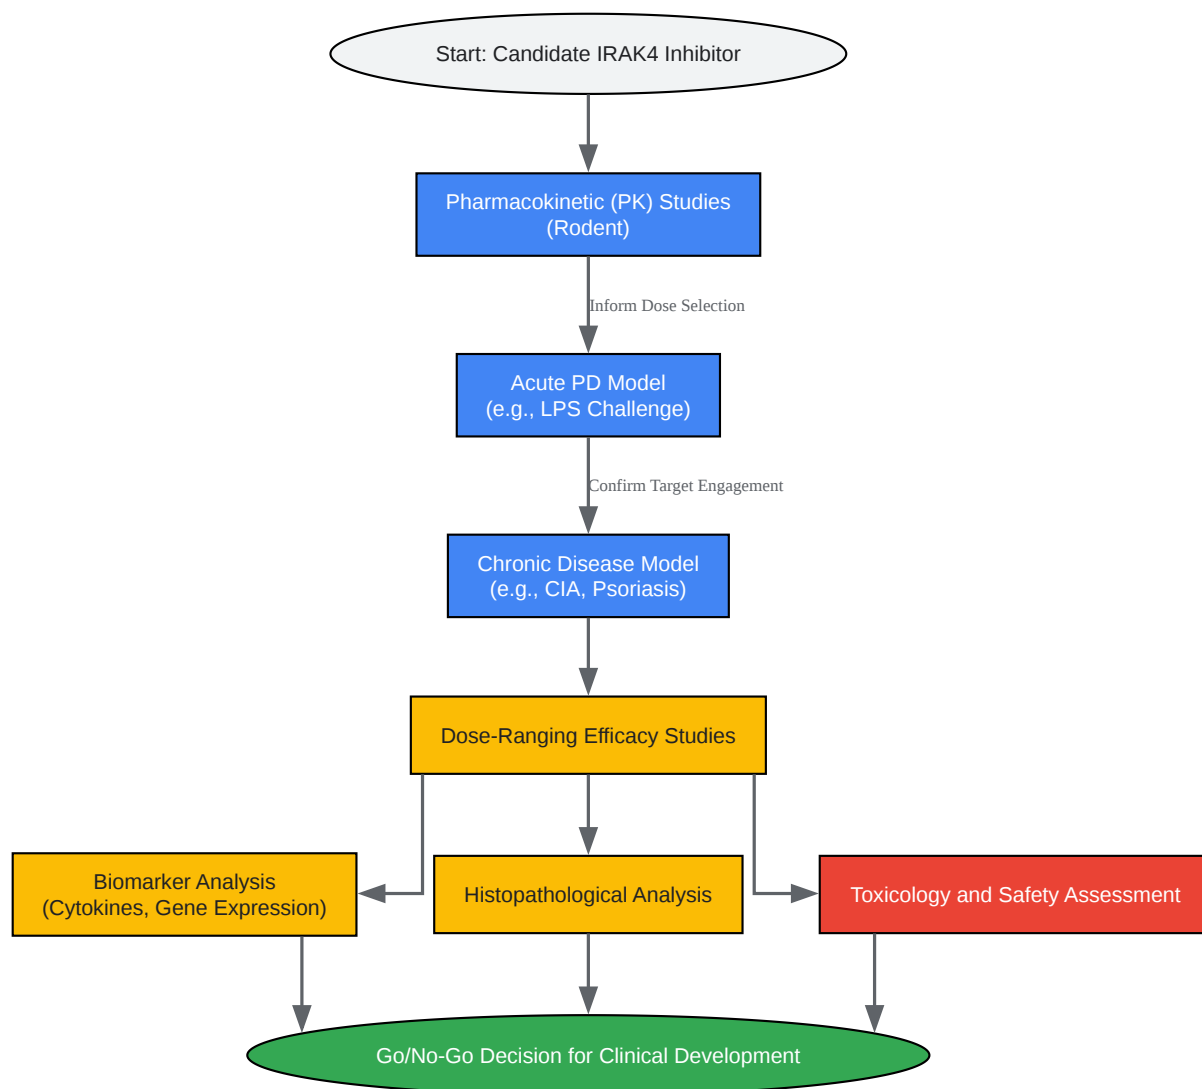 Start: Candidate IRAK4 Inhibitor
Pharmacokinetic (PK) Studies
(Rodent)
Inform Dose Selection
Acute PD Model
(e.g., LPS Challenge)
Confirm Target Engagement
Chronic Disease Model
(e.g., CIA, Psoriasis)
Dose-Ranging Efficacy Studies
Biomarker Analysis
(Cytokines, Gene Expression)
Histopathological Analysis
Toxicology and Safety Assessment
Go/No-Go Decision for Clinical Development